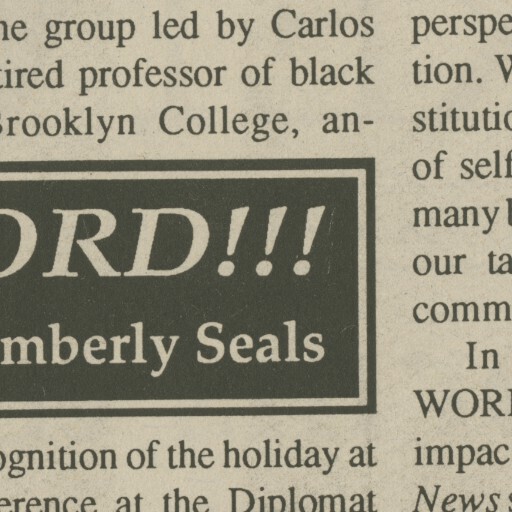 he group led by Carlos
tired professor of black
Brooklyn College, an-
ORD!!!
mberly Seals
ognition of the holiday at
erence at the Diplomat
perspe
tion. W
stitutio
of self
many b
our ta
comm
In
WOR
impac
News s